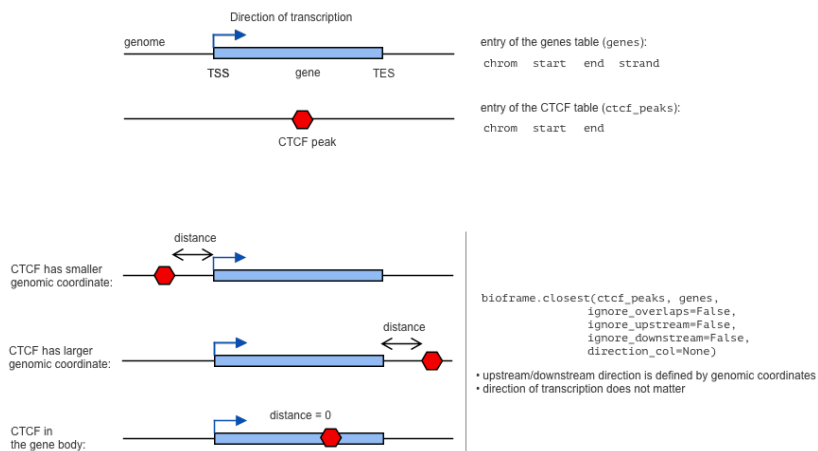 Direction of transcription
genome
TSS gene TES
entry of the genes table (genes):
chrom start end strand
entry of the CTCF table (ctcf_peaks):
chrom start end
CTCF peak
distance
CTCF has smaller
genomic coordinate:
distance
CTCF has larger
genomic coordinate:
distance = 0
CTCF in
the gene body:
bioframe.closest(ctcf_peaks, genes,
ignore_overlaps=False,
ignore_upstream=False,
ignore_downstream=False,
direction_col=None)
• upstream/downstream direction is defined by genomic coordinates
• direction of transcription does not matter